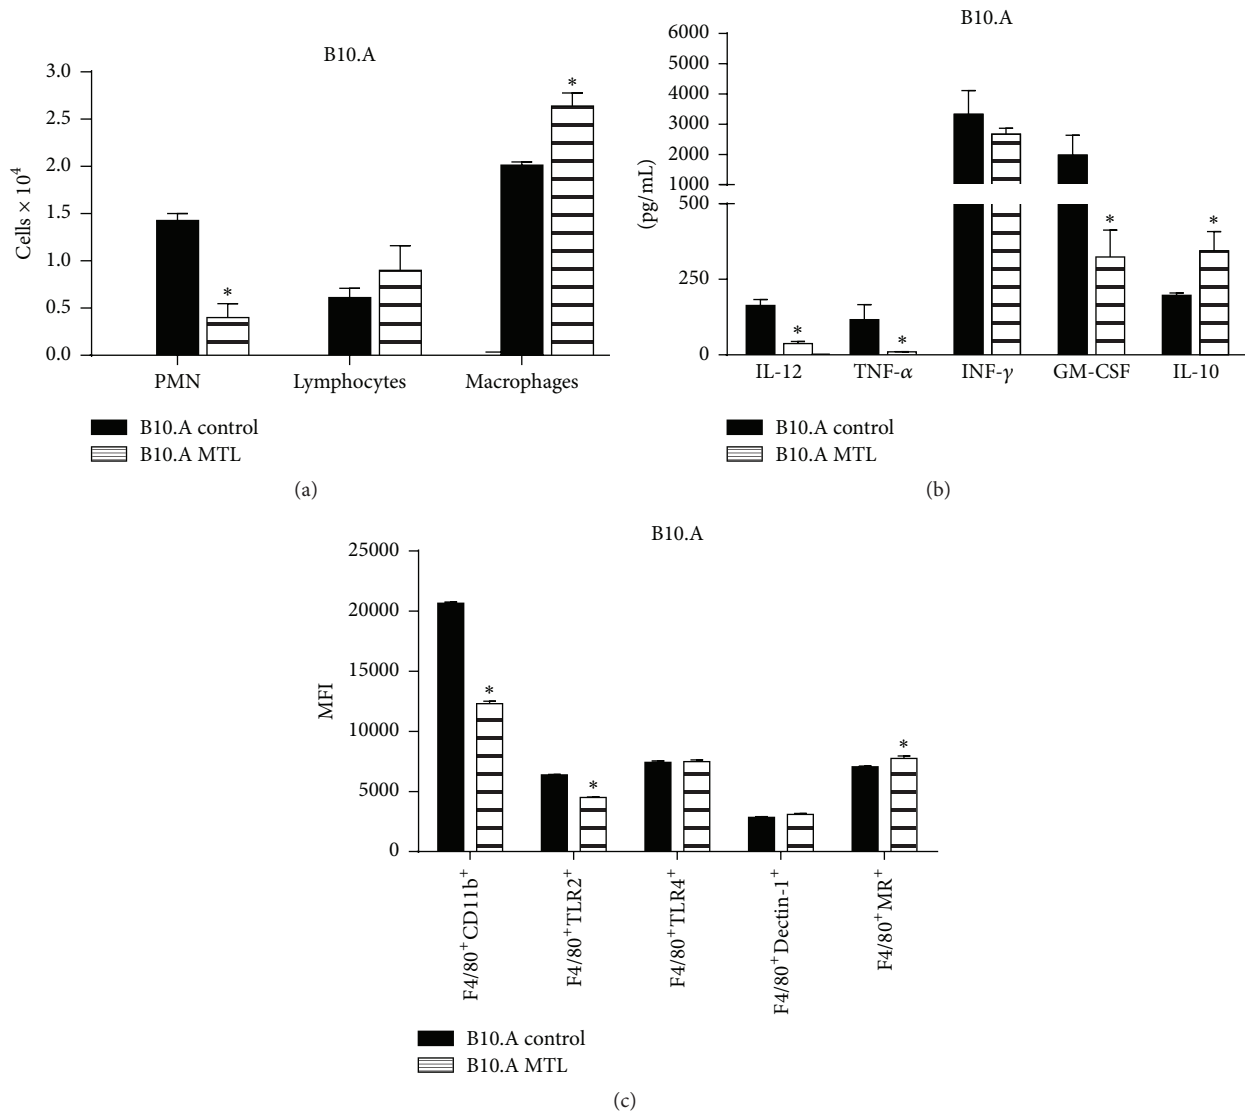 B10.A
3.0
2.5
2.0
1.5
1.0
0.5
0.0
Cells × 10⁴
*
*
PMN Lymphocytes Macrophages
B10.A control
B10.A MTL
(a)
B10.A
6000
5000
4000
3000
2000
1000
500
250
0
(pg/mL)
* * * *
IL-12 TNF-α INF-γ GM-CSF IL-10
B10.A control
B10.A MTL
(b)
B10.A
25000
20000
15000
10000
5000
0
MFI
* * *
F4/80⁺CD11b⁺
F4/80⁺TLR2⁺
F4/80⁺TLR4⁺
F4/80⁺Dectin-1⁺
F4/80⁺MR⁺
B10.A control
B10.A MTL
(c)